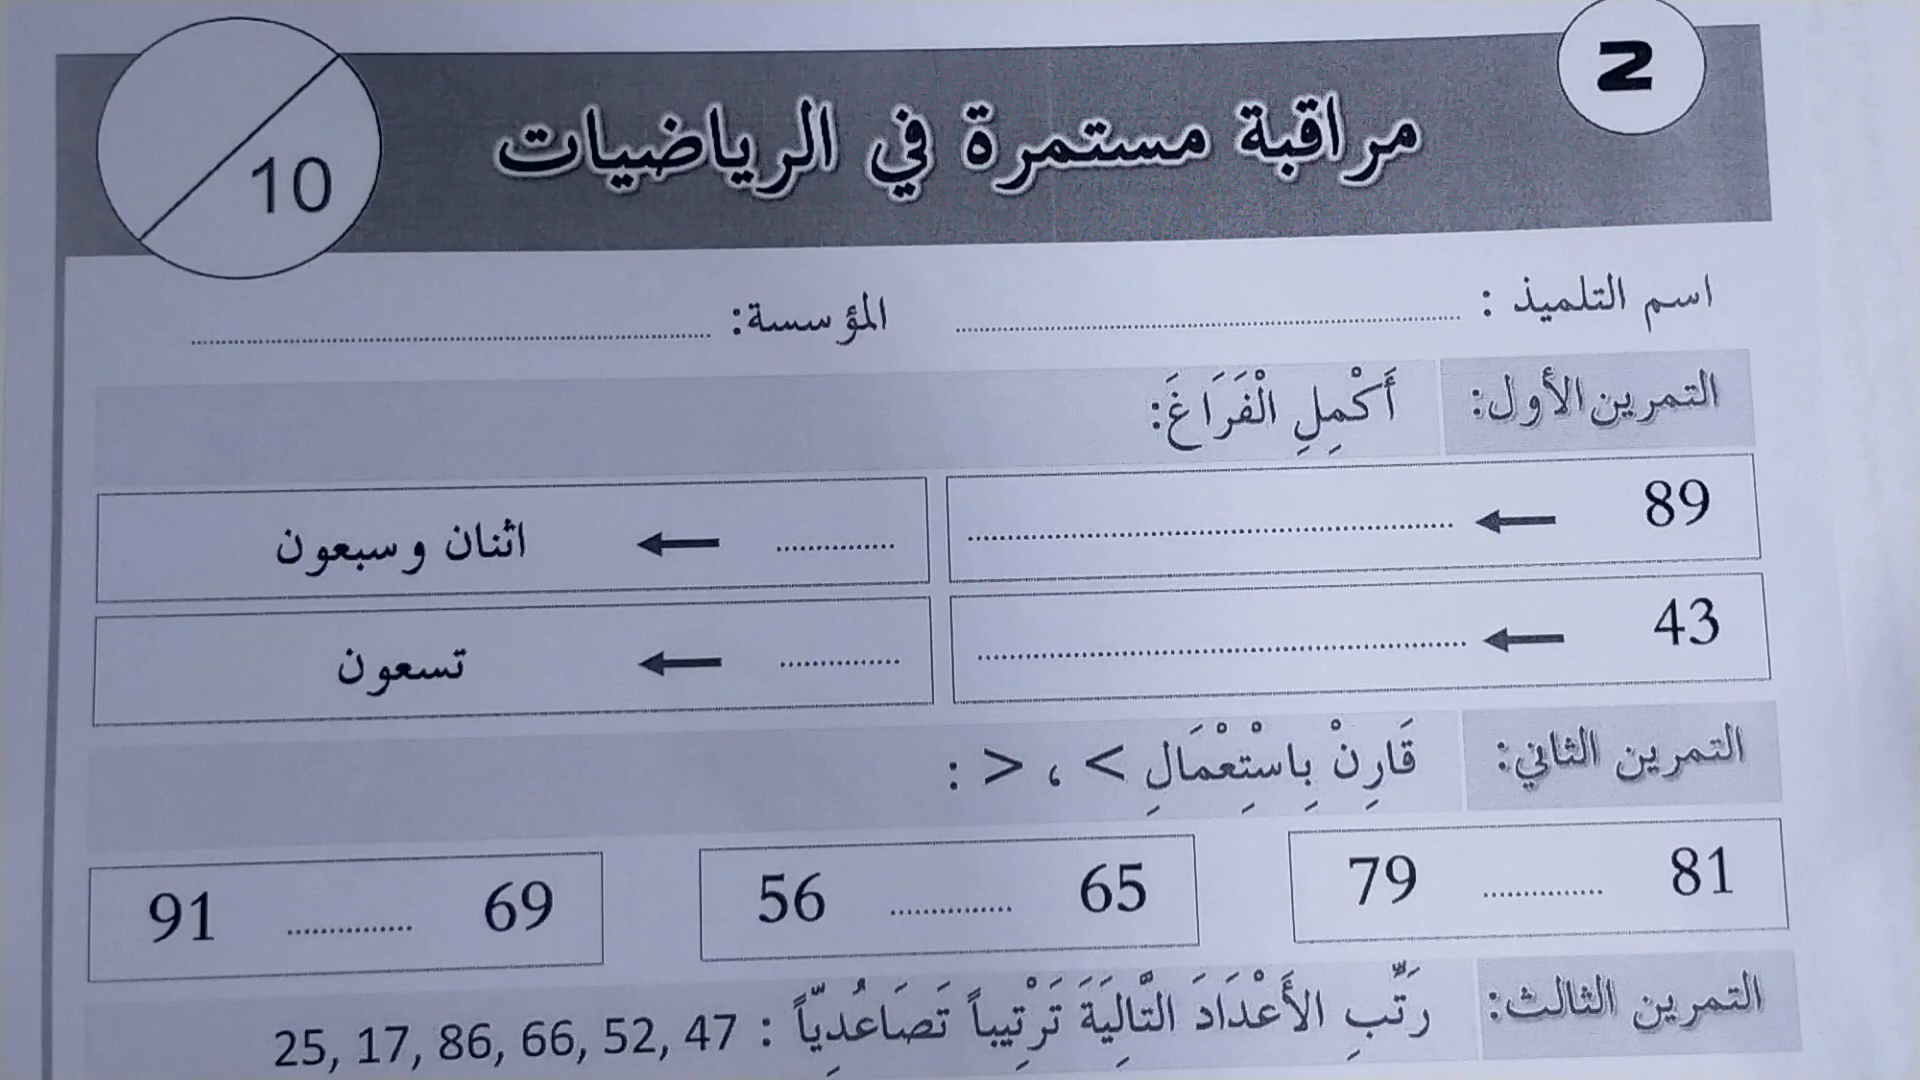 2
مراقبة مستمرة في الرياضيات
10
اسم التلميذ : ........................ المؤسسة: ........................
التمرين الأول: أَكْمِلِ الْفَرَاغَ:
89 ← ........................ ............ ← اثنان وسبعون
43 ← ........................ ............ ← تسعون
التمرين الثاني: قَارِنْ بِاسْتِعْمَالِ > ، < :
79 ............ 81
56 ............ 65
91 ............ 69
التمرين الثالث: رَتِّبِ الأَعْدَادَ التَّالِيَةَ تَرْتِيباً تَصَاعُدِيّاً : 25, 17, 86, 66, 52, 47